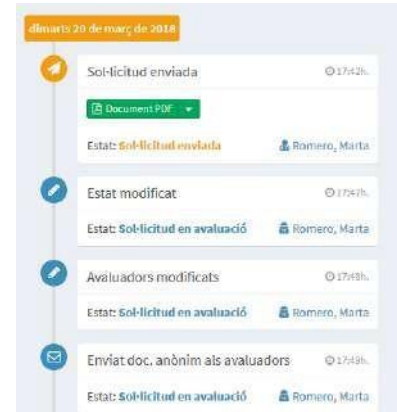 dimarts 20 de març de 2018
Sol·licitud enviada 17:42h.
Document PDF
Estat: Sol·licitud enviada Romero, Marta
Estat modificat 17:47h.
Estat: Sol·licitud en avaluació Romero, Marta
Avaluadors modificats 17:48h.
Estat: Sol·licitud en avaluació Romero, Marta
Enviat doc. anònim als avaluadors 17:48h.
Estat: Sol·licitud en avaluació Romero, Marta